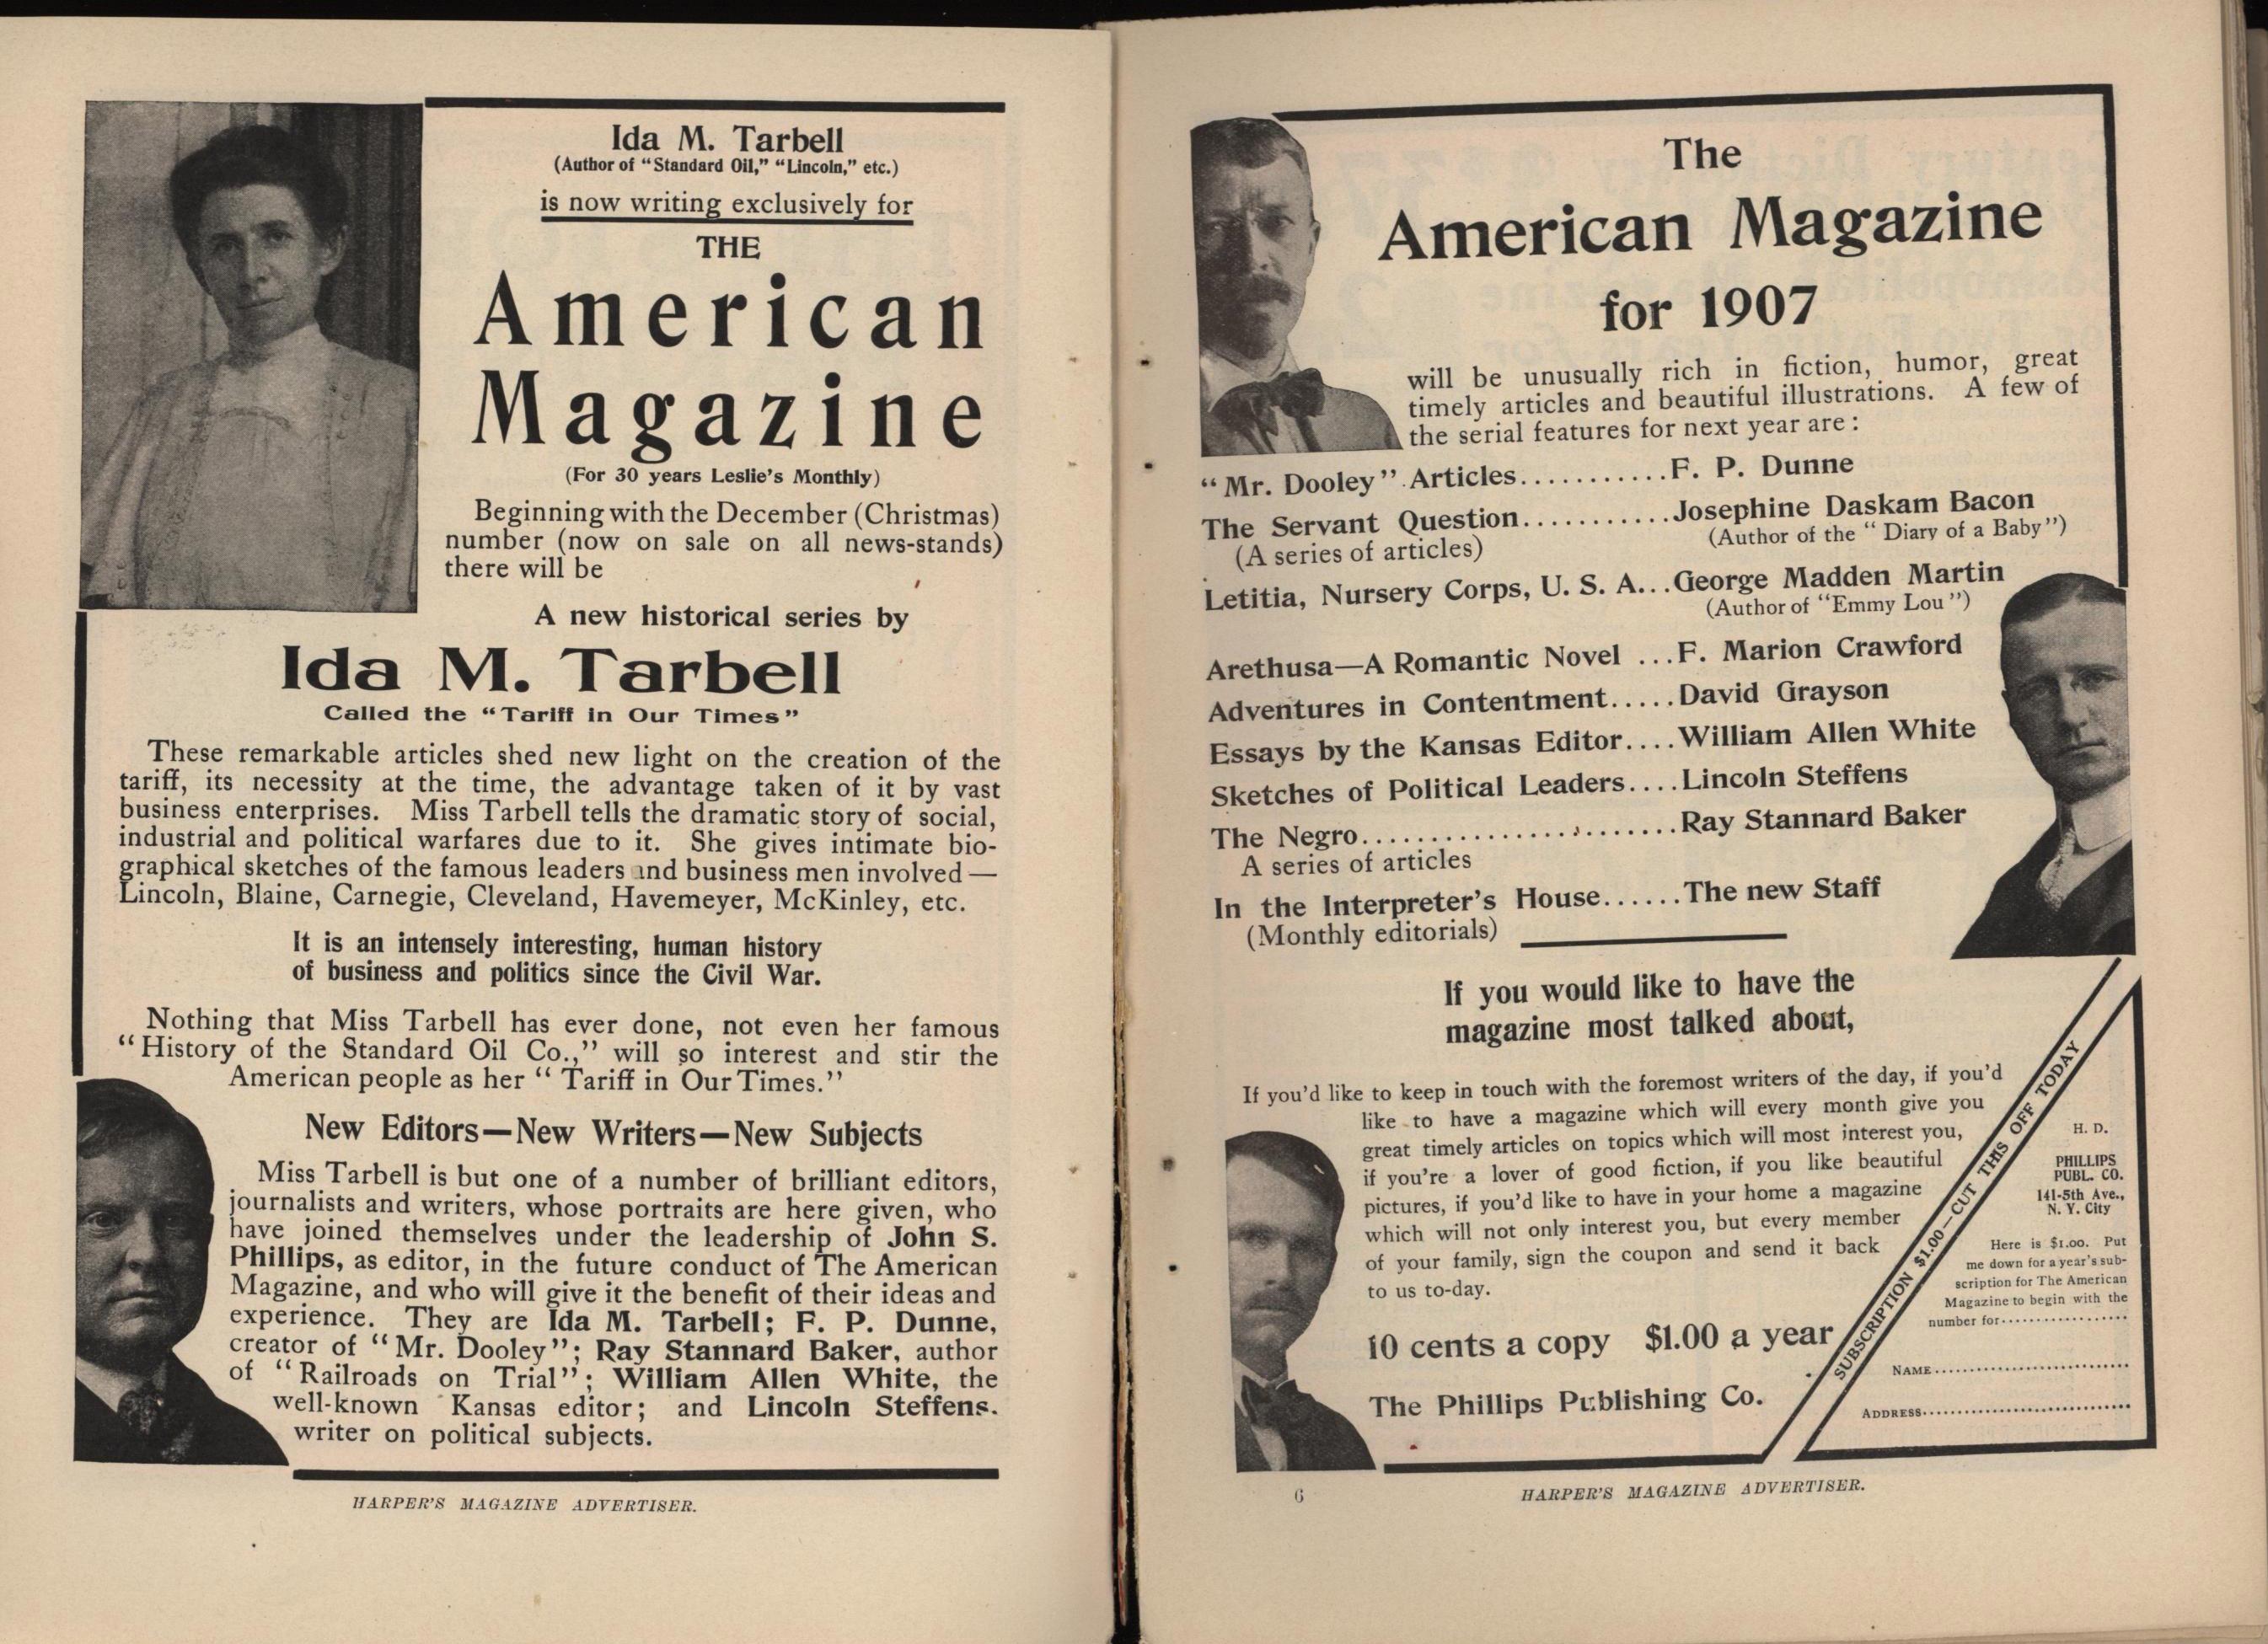 Ida M. Tarbell
(Author of "Standard Oil," "Lincoln," etc.)
is now writing exclusively for
THE
American
Magazine
(For 30 years Leslie's Monthly)
Beginning with the December (Christmas)
number (now on sale on all news-stands)
there will be
A new historical series by
Ida M. Tarbell
Called the "Tariff in Our Times"
These remarkable articles shed new light on the creation of the
tariff, its necessity at the time, the advantage taken of it by vast
business enterprises. Miss Tarbell tells the dramatic story of social,
industrial and political warfares due to it. She gives intimate bio-
graphical sketches of the famous leaders and business men involved—
Lincoln, Blaine, Carnegie, Cleveland, Havemeyer, McKinley, etc.
It is an intensely interesting, human history
of business and politics since the Civil War.
Nothing that Miss Tarbell has ever done, not even her famous
"History of the Standard Oil Co.," will so interest and stir the
American people as her "Tariff in Our Times."
New Editors—New Writers—New Subjects
Miss Tarbell is but one of a number of brilliant editors,
journalists and writers, whose portraits are here given, who
have joined themselves under the leadership of John S.
Phillips, as editor, in the future conduct of The American
Magazine, and who will give it the benefit of their ideas and
experience. They are Ida M. Tarbell; F. P. Dunne,
creator of "Mr. Dooley"; Ray Stannard Baker, author
of "Railroads on Trial"; William Allen White, the
well-known Kansas editor; and Lincoln Steffens.
writer on political subjects.
HARPER'S MAGAZINE ADVERTISER.
The
American Magazine
for 1907
will be unusually rich in fiction, humor, great
timely articles and beautiful illustrations. A few of
the serial features for next year are:
"Mr. Dooley" Articles...........F. P. Dunne
The Servant Question...........Josephine Daskam Bacon
(A series of articles) (Author of the "Diary of a Baby")
Letitia, Nursery Corps, U. S. A...George Madden Martin
(Author of "Emmy Lou")
Arethusa—A Romantic Novel ...F. Marion Crawford
Adventures in Contentment.....David Grayson
Essays by the Kansas Editor....William Allen White
Sketches of Political Leaders....Lincoln Steffens
The Negro.......................Ray Stannard Baker
A series of articles
In the Interpreter's House......The new Staff
(Monthly editorials)
If you would like to have the
magazine most talked about,
If you'd like to keep in touch with the foremost writers of the day, if you'd
like to have a magazine which will every month give you
great timely articles on topics which will most interest you,
if you're a lover of good fiction, if you like beautiful
pictures, if you'd like to have in your home a magazine
which will not only interest you, but every member
of your family, sign the coupon and send it back
to us to-day.
10 cents a copy $1.00 a year
The Phillips Publishing Co.
SUBSCRIPTION $1.00—CUT THIS OFF TODAY
H. D.
PHILLIPS
PUBL. CO.
141-5th Ave.,
N. Y. City
Here is $1.00. Put
me down for a year's sub-
scription for The American
Magazine to begin with the
number for..................
NAME............................
ADDRESS..............................
6
HARPER'S MAGAZINE ADVERTISER.